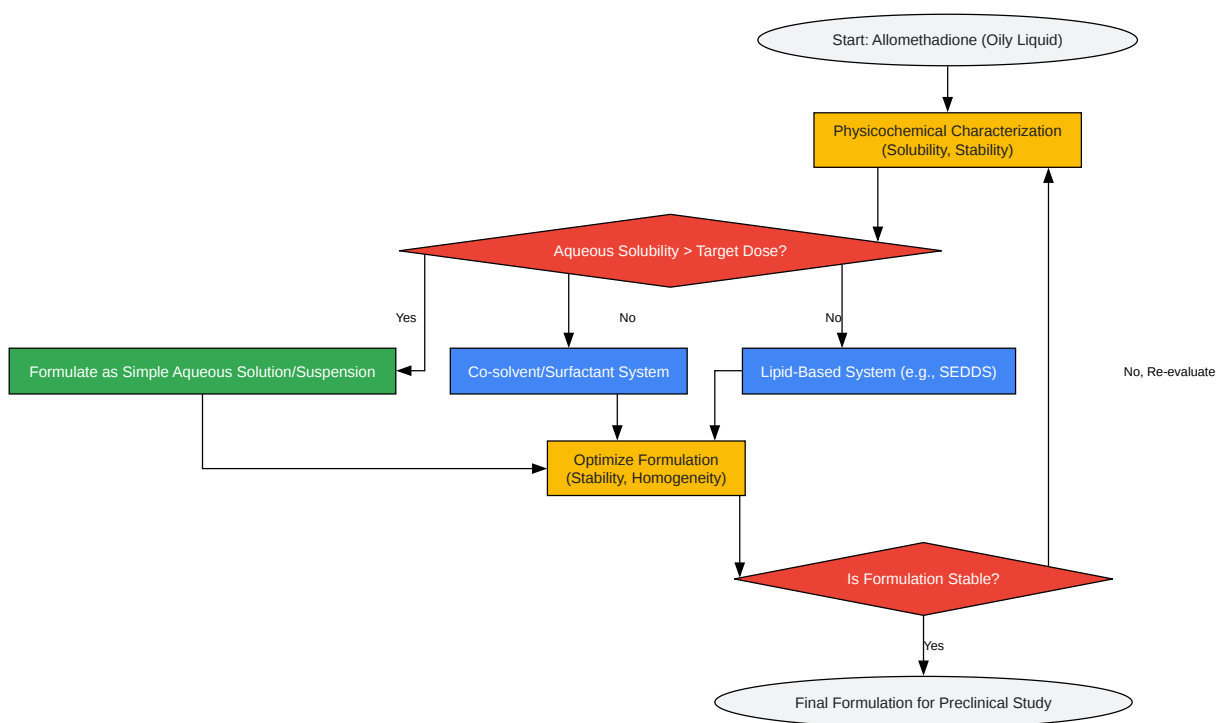 Start: Allomethadione (Oily Liquid)
Physicochemical Characterization
(Solubility, Stability)
Aqueous Solubility > Target Dose?
Yes
No
No
Formulate as Simple Aqueous Solution/Suspension
Co-solvent/Surfactant System
Lipid-Based System (e.g., SEDDS)
No, Re-evaluate
Optimize Formulation
(Stability, Homogeneity)
Is Formulation Stable?
Yes
Final Formulation for Preclinical Study